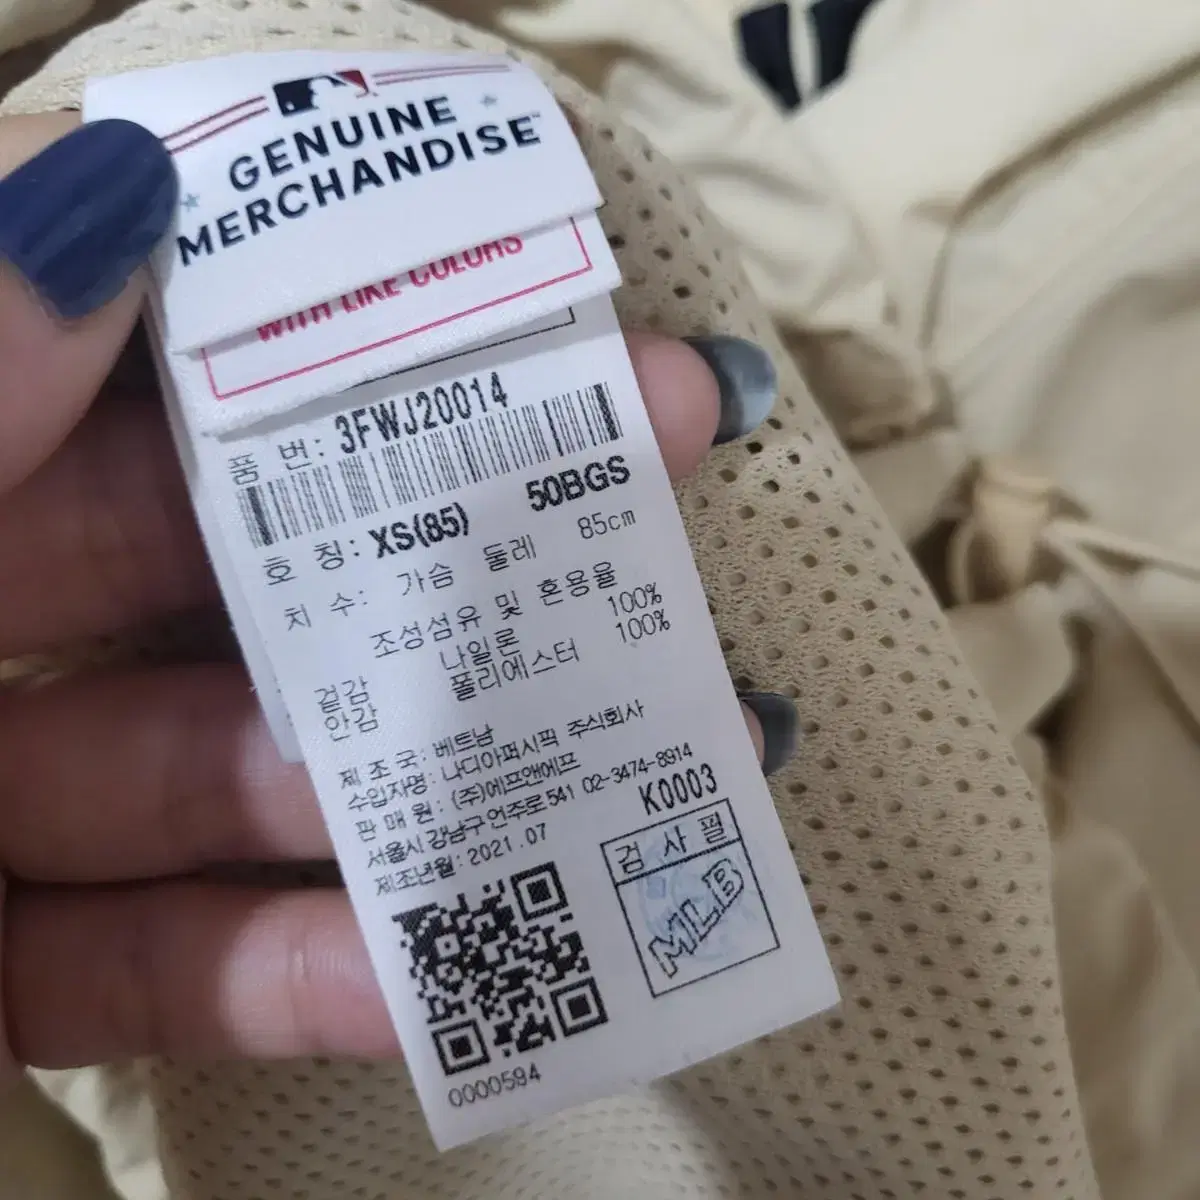 GENUINE
MERCHANDISE™
WITH LIKE COLORS
품 번: 3FWJ20014
50BGS
호 칭: XS(85)
치 수: 가슴 둘레 85cm
조성섬유 및 혼용율
겉감 나일론 100%
안감 폴리에스터 100%
제 조 국: 베트남
수입자명: 나디아퍼시픽 주식회사
판 매 원: (주)에프앤에프
서울시 강남구 언주로 541 02-3474-8914
제조년월: 2021.07
K0003
검 사 필
MLB
0000594